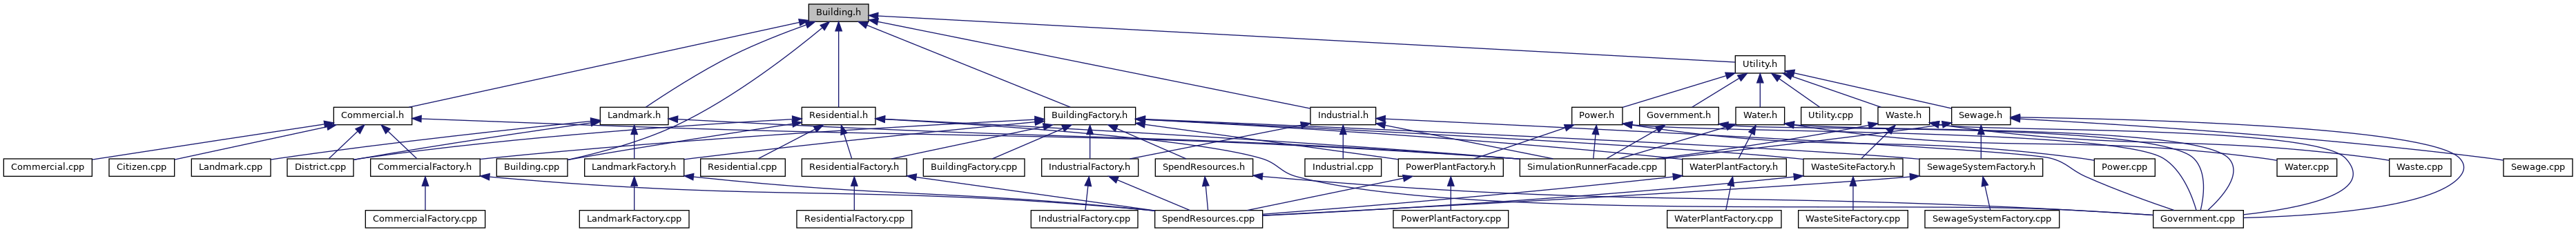 Building.h
Utility.h
Commercial.h
Landmark.h
Residential.h
BuildingFactory.h
Industrial.h
Power.h
Government.h
Water.h
Utility.cpp
Waste.h
Sewage.h
Commercial.cpp
Citizen.cpp
Landmark.cpp
District.cpp
CommercialFactory.h
Building.cpp
LandmarkFactory.h
Residential.cpp
ResidentialFactory.h
BuildingFactory.cpp
IndustrialFactory.h
SpendResources.h
Industrial.cpp
PowerPlantFactory.h
SimulationRunnerFacade.cpp
WaterPlantFactory.h
WasteSiteFactory.h
SewageSystemFactory.h
Power.cpp
Water.cpp
Waste.cpp
Sewage.cpp
CommercialFactory.cpp
LandmarkFactory.cpp
ResidentialFactory.cpp
IndustrialFactory.cpp
SpendResources.cpp
PowerPlantFactory.cpp
WaterPlantFactory.cpp
WasteSiteFactory.cpp
SewageSystemFactory.cpp
Government.cpp